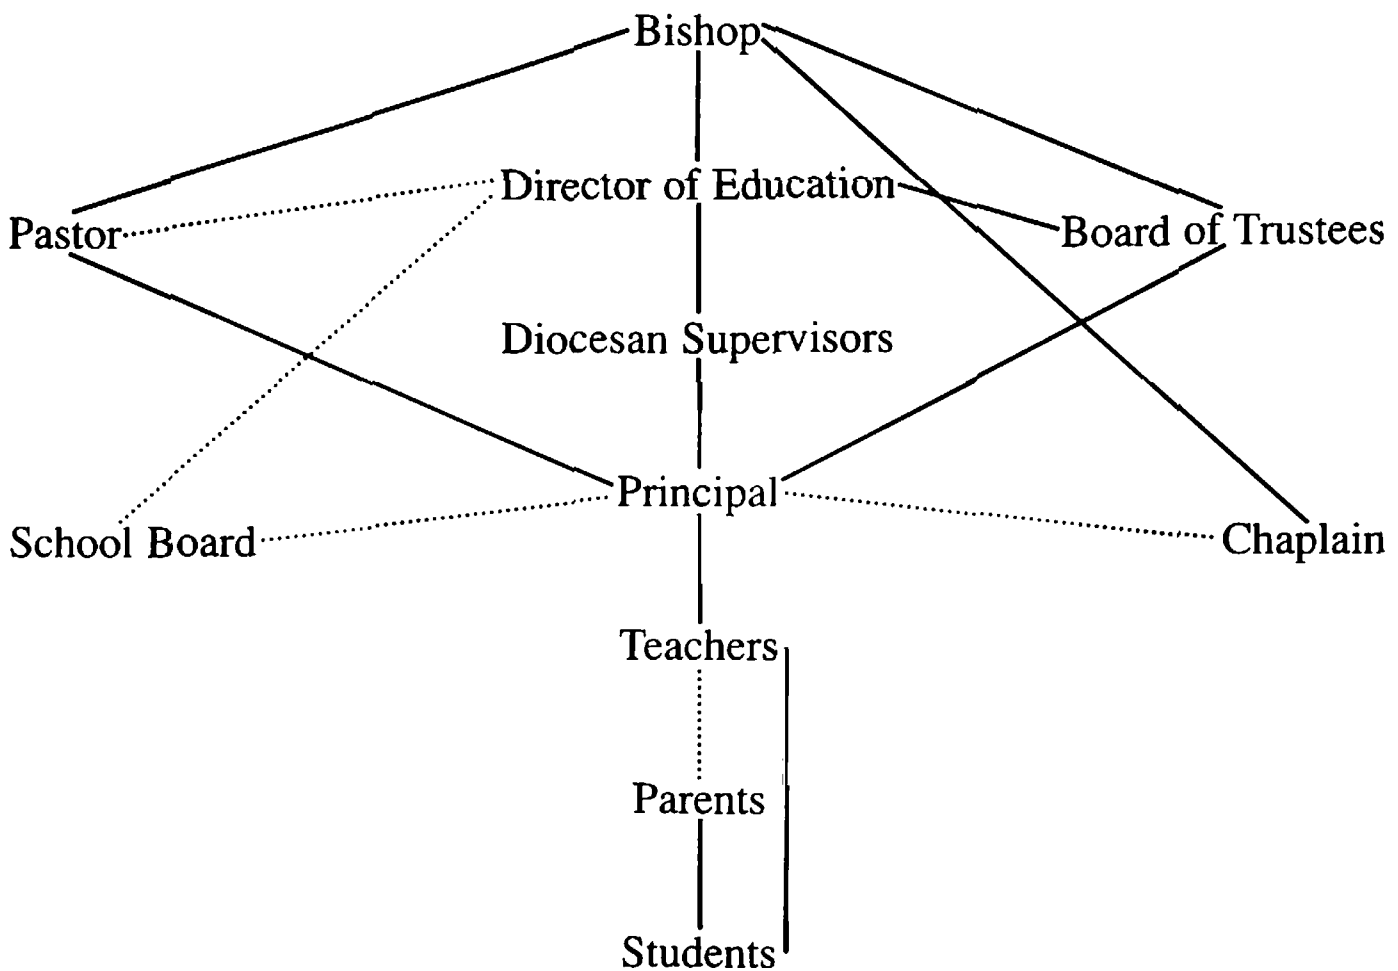 Bishop
Director of Education
Pastor
Board of Trustees
Diocesan Supervisors
Principal
School Board
Chaplain
Teachers
Parents
Students